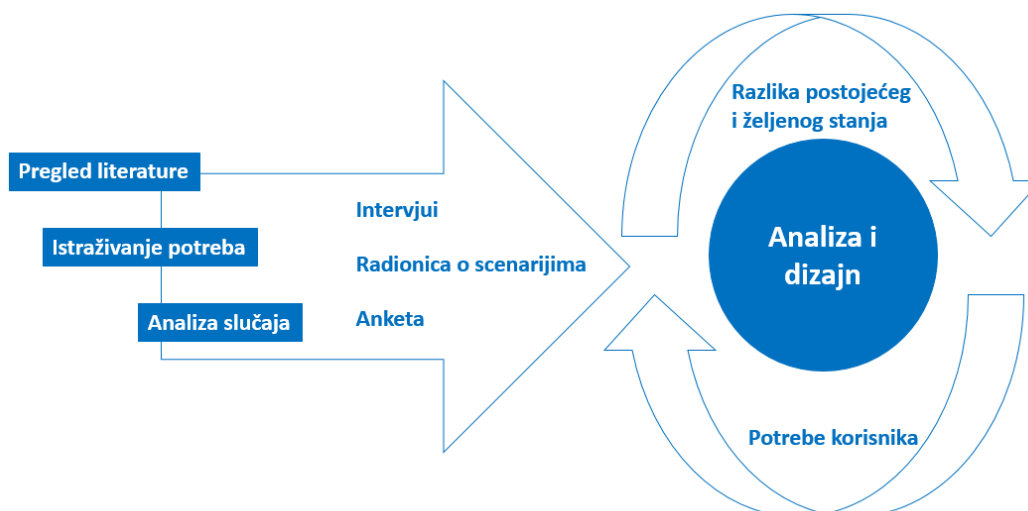 Pregled literature
Istraživanje potreba
Analiza slučaja
Intervjui
Radionica o scenarijima
Anketa
Razlika postojećeg
i željenog stanja
Analiza i
dizajn
Potrebe korisnika